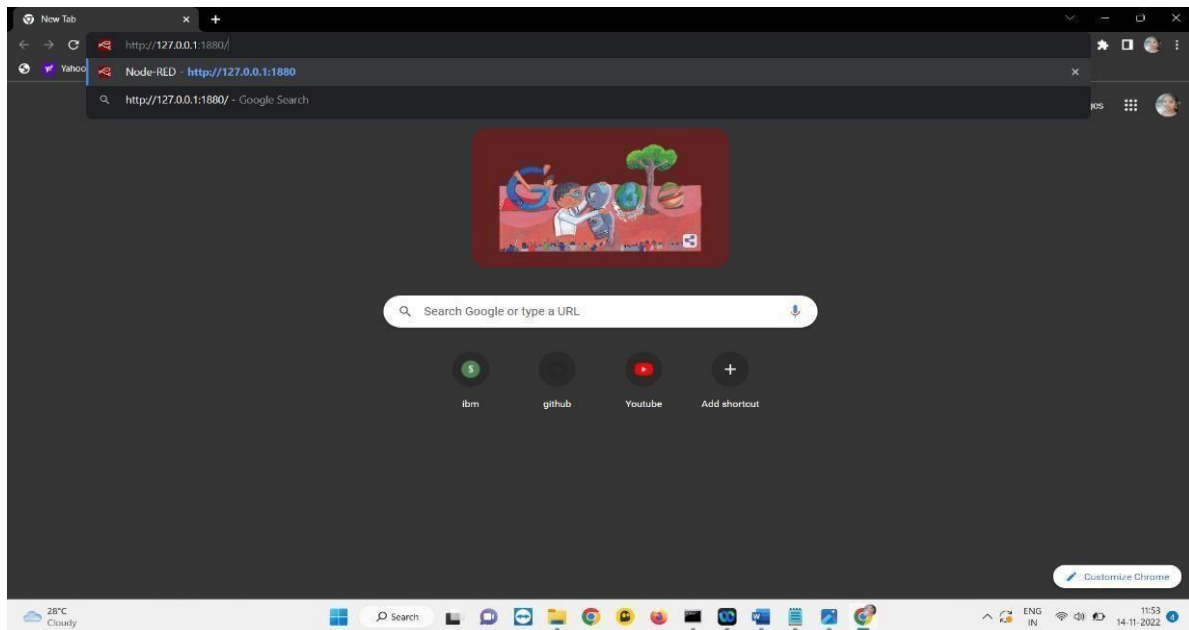 New Tab
http://127.0.0.1:1880/
Yahoo
Node-RED - http://127.0.0.1:1880
http://127.0.0.1:1880/ - Google Search
Google
Search Google or type a URL
S
ibm
github
Youtube
Add shortcut
Customize Chrome
28°C
Cloudy
Search
ENG
IN
11:53
14-11-2022
4